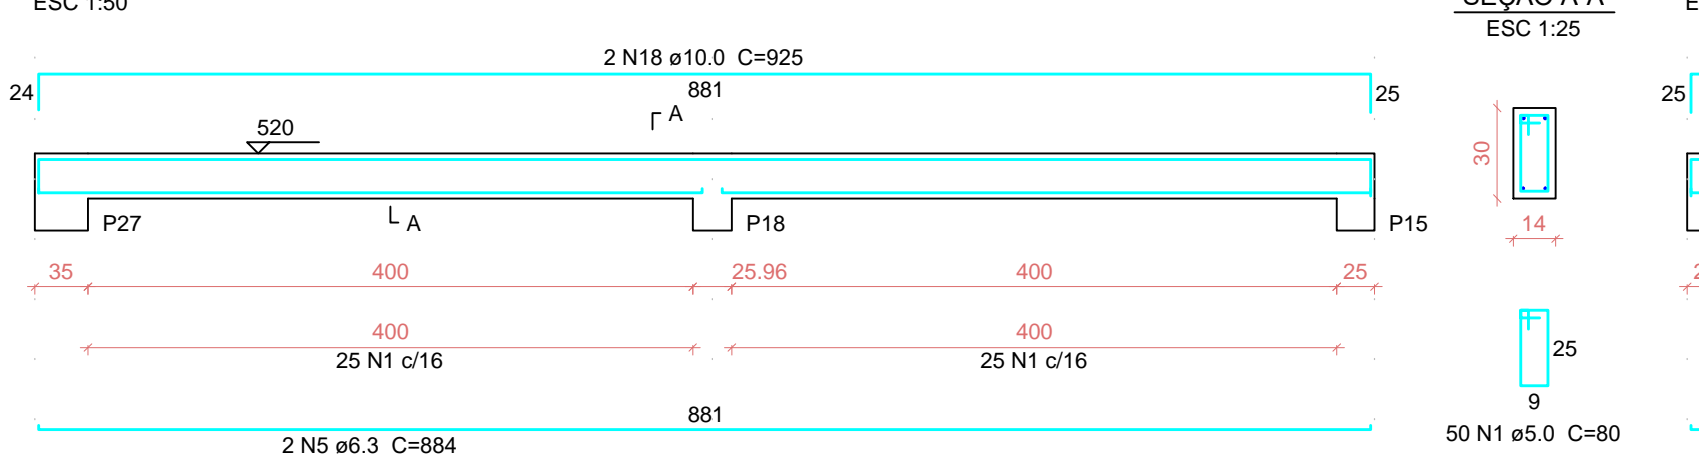 ESC 1:50
SEÇÃO A-A
ESC 1:25
2 N18 ø10.0 C=925
24
881
25
25
A
520
30
P27
A
P18
P15
14
35
400
25.96
400
25
400
400
25 N1 c/16
25 N1 c/16
25
9
881
2 N5 ø6.3 C=884
50 N1 ø5.0 C=80